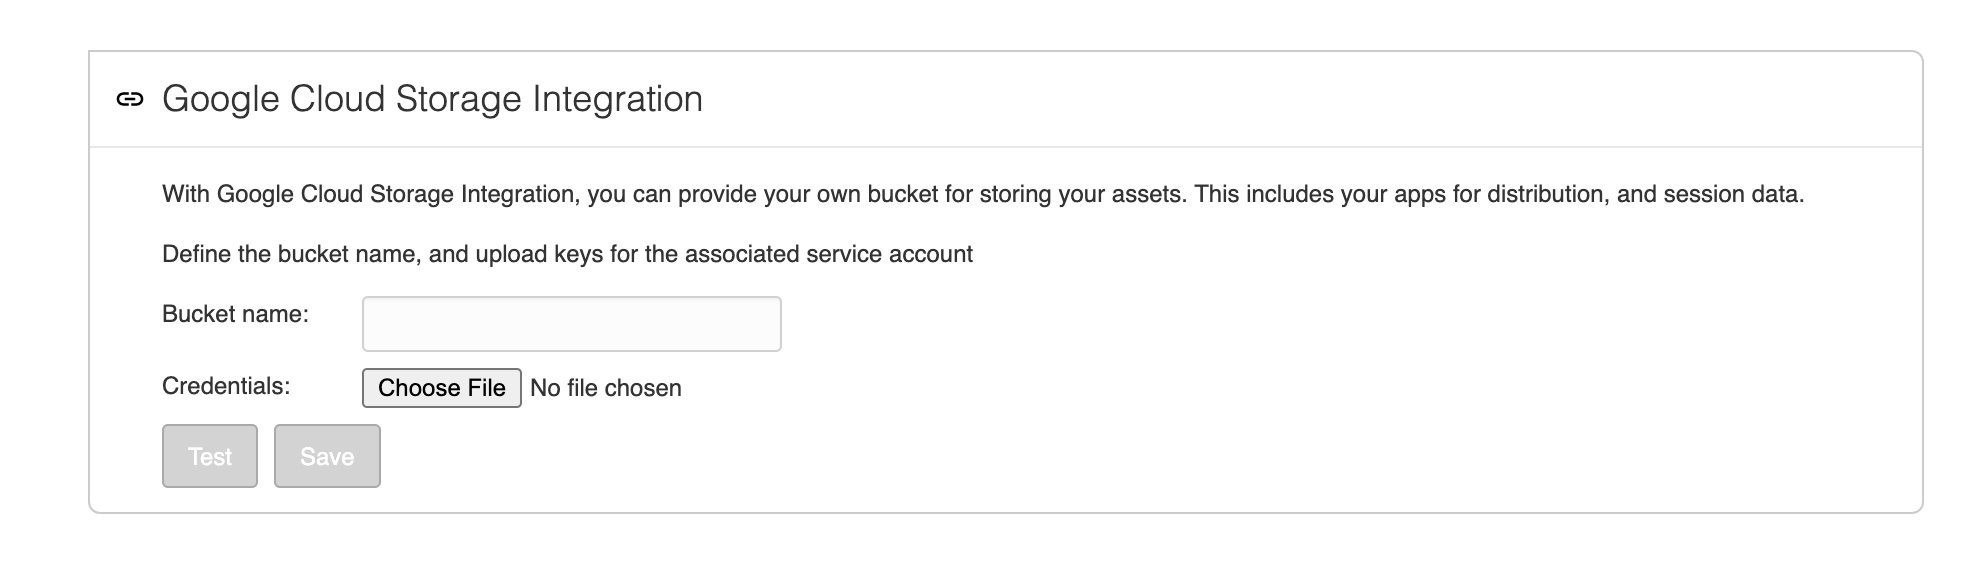 Google Cloud Storage Integration
With Google Cloud Storage Integration, you can provide your own bucket for storing your assets. This includes your apps for distribution, and session data.
Define the bucket name, and upload keys for the associated service account
Bucket name:
Credentials: Choose File No file chosen
Test Save